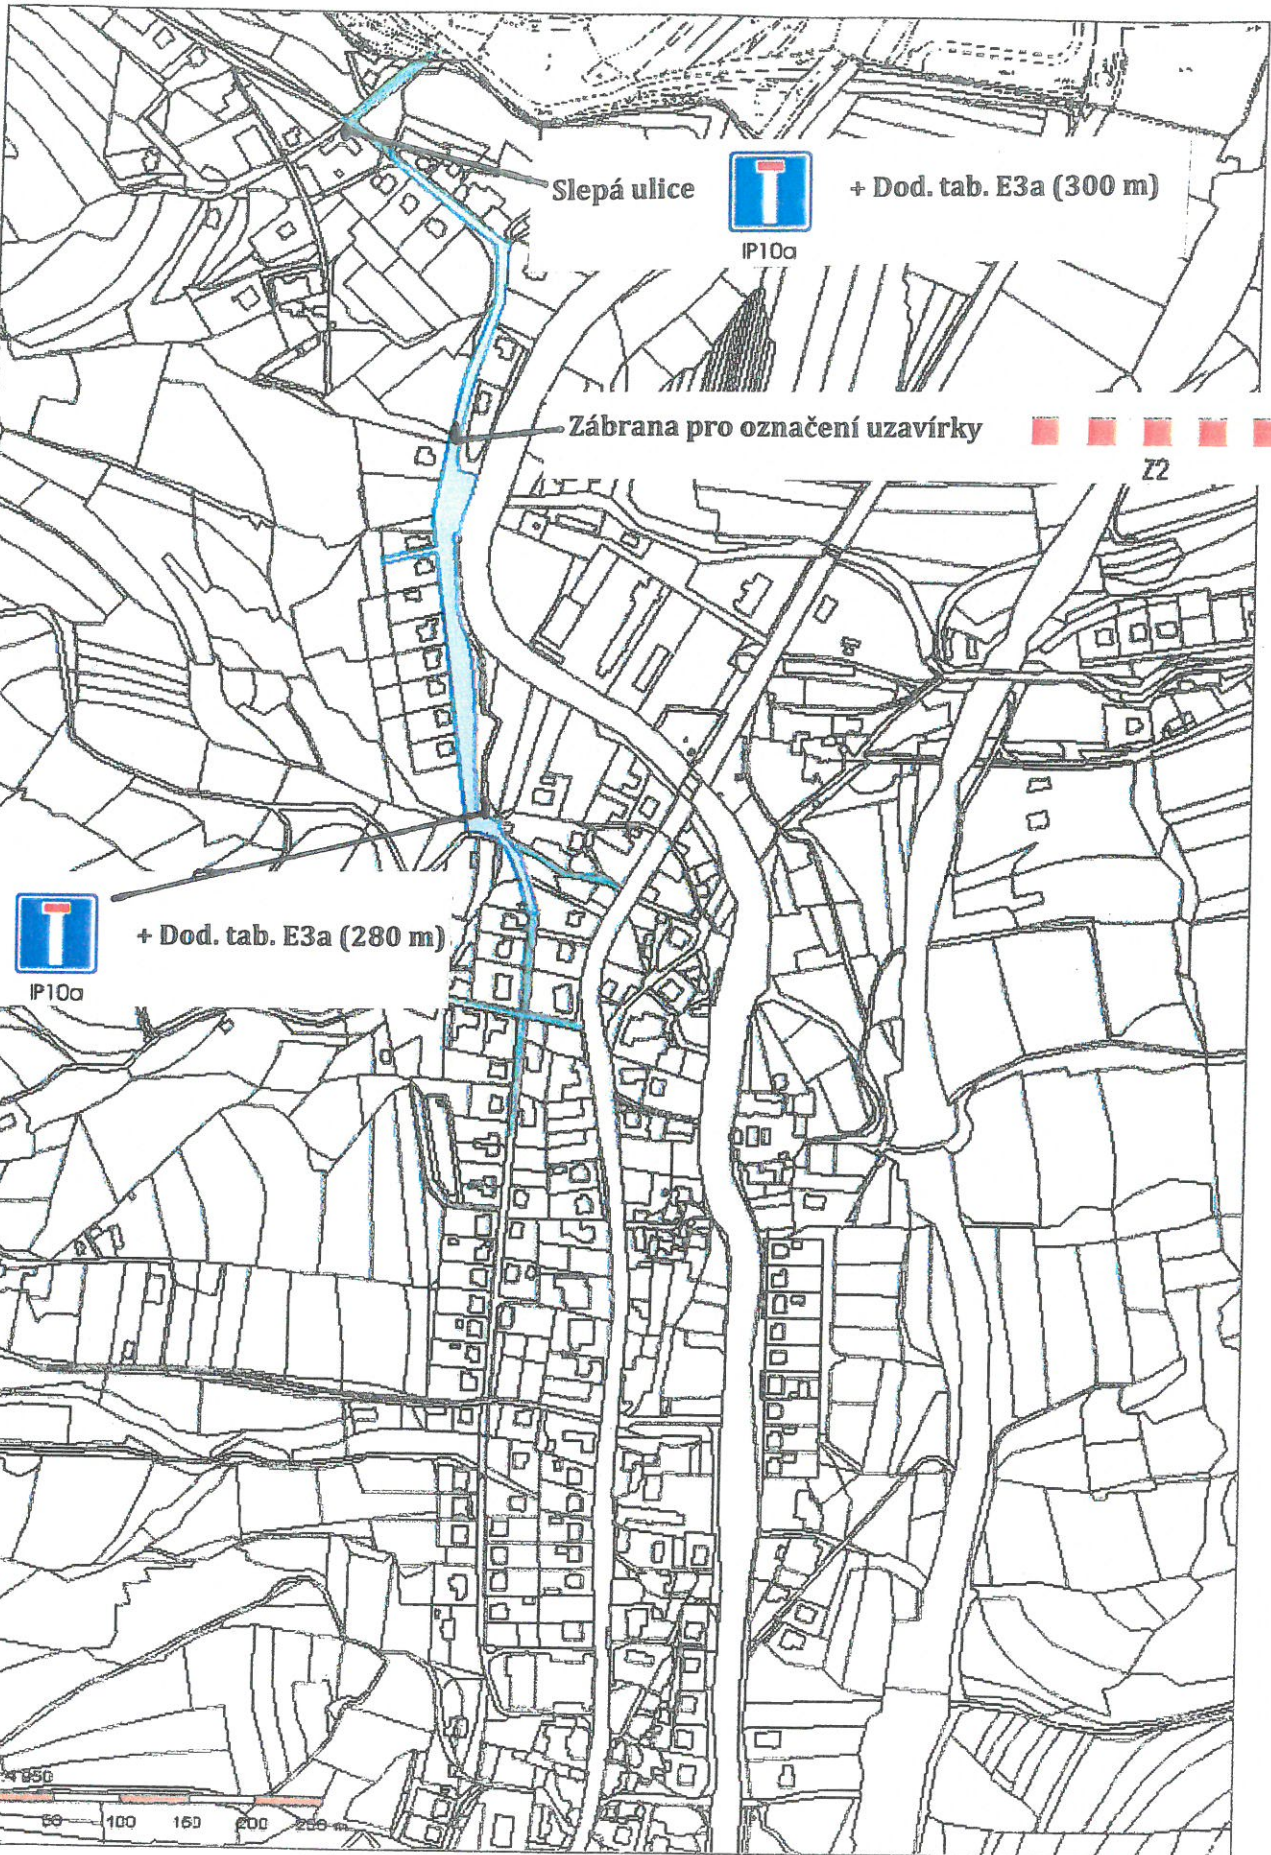 Slepá ulice
+ Dod. tab. E3a (300 m)
IP10a
Zábrana pro označení uzavírky
Z2
+ Dod. tab. E3a (280 m)
IP10a
50 100 150 200